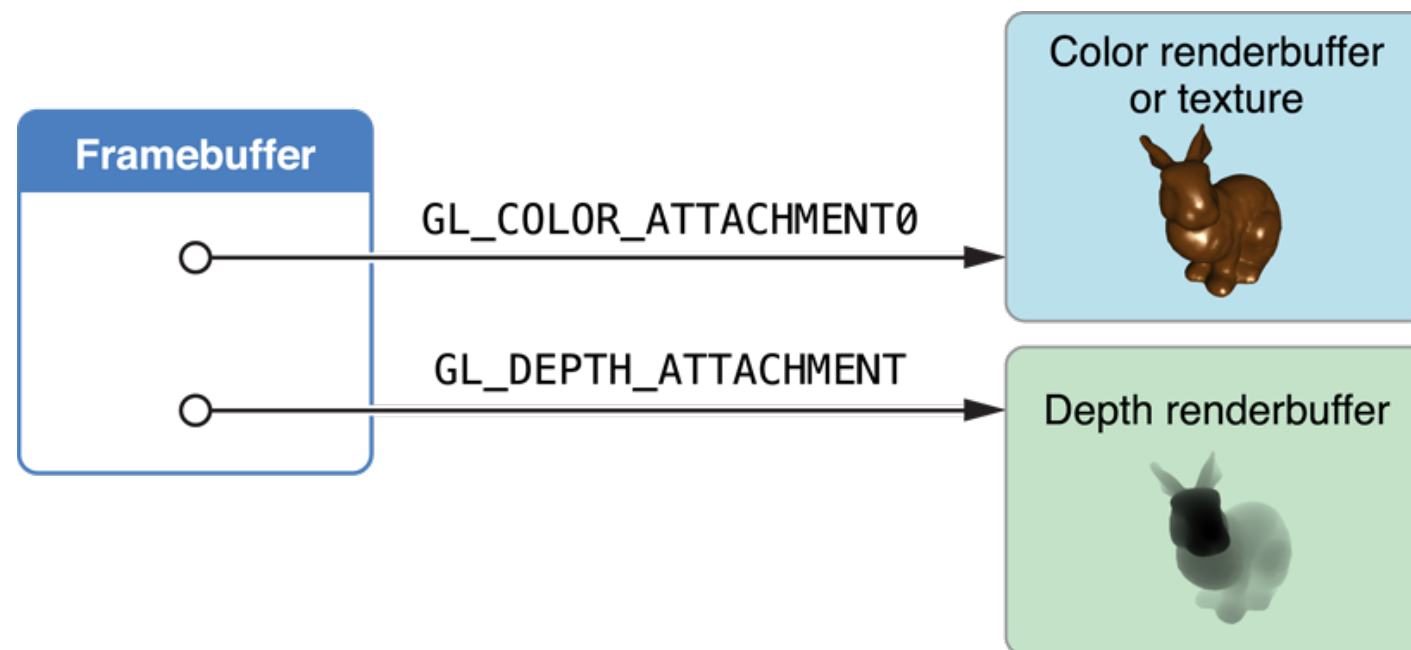 Framebuffer
GL_COLOR_ATTACHMENT0
Color renderbuffer
or texture
GL_DEPTH_ATTACHMENT
Depth renderbuffer